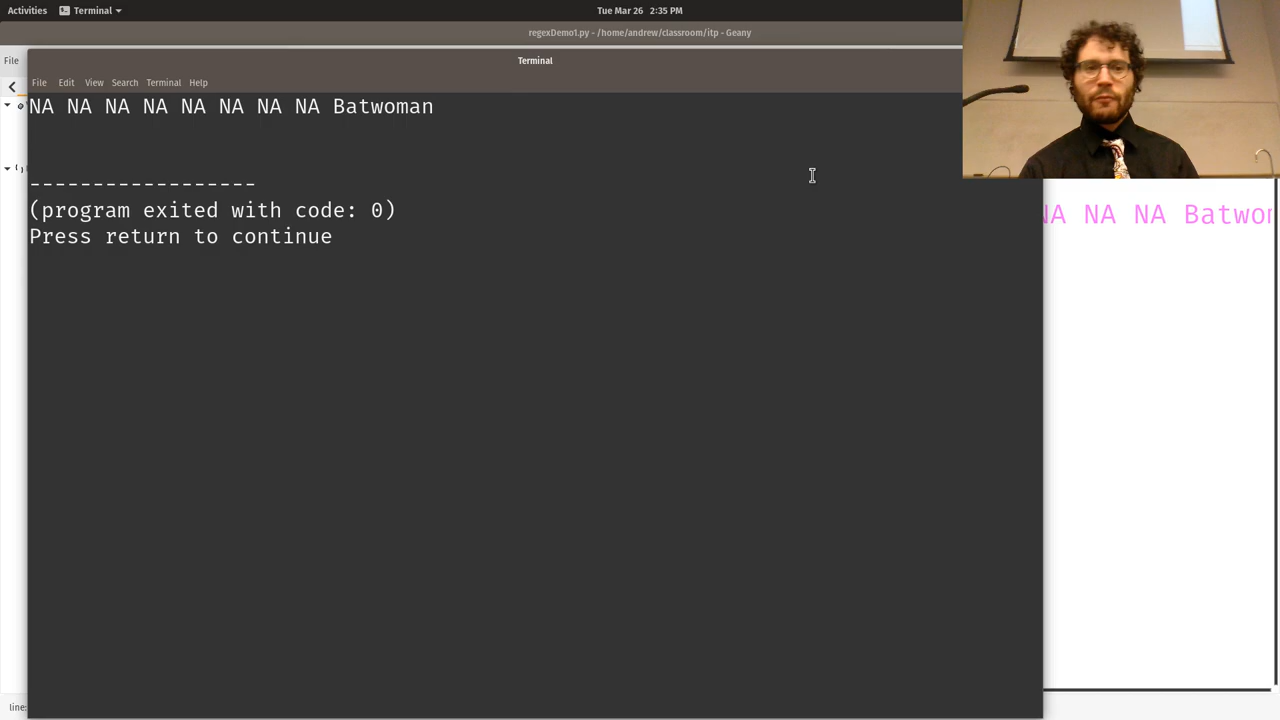 Activities Terminal Tue Mar 26 2:35 PM
regexDemo1.py - /home/andrew/classroom/itp - Geany
File Terminal
File Edit View Search Terminal Help
NA NA NA NA NA NA NA NA Batwoman
------------------
(program exited with code: 0)
NA NA Batwo
Press return to continue
line: